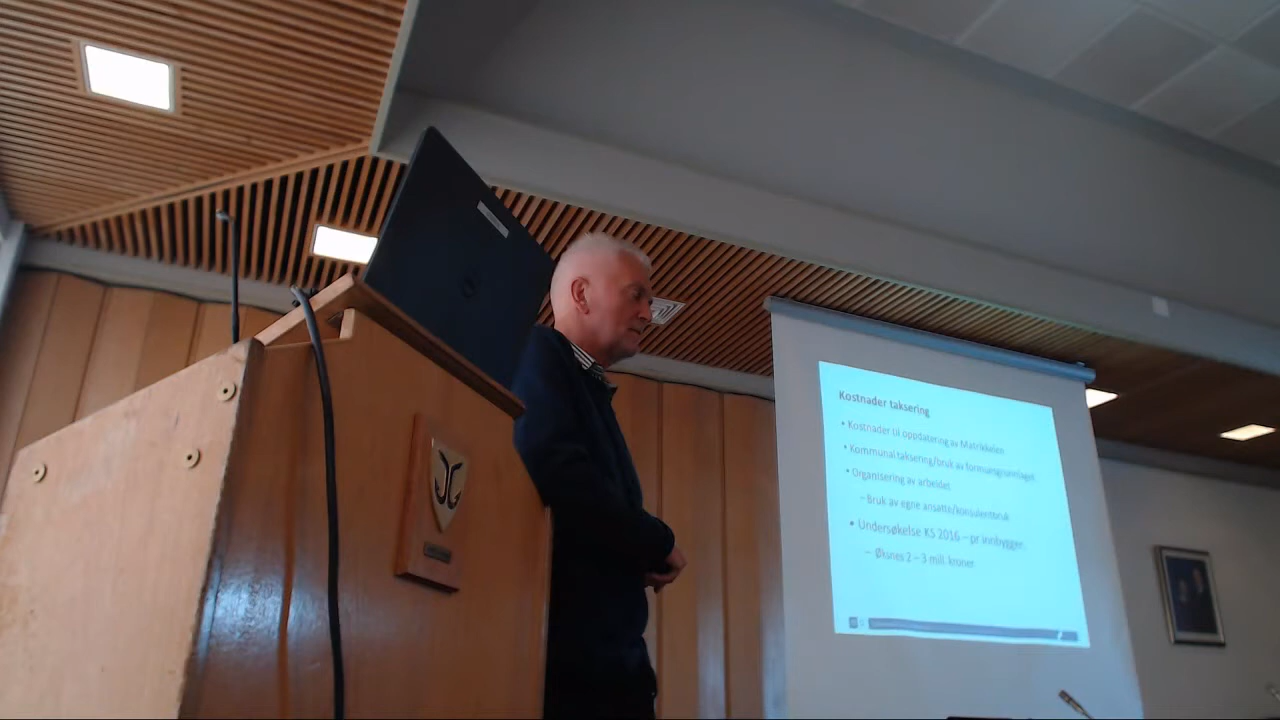 Kostnader taksering
• Kostnader til oppdatering av Matrikkelen
• Kommunal taksering/bruk av formuesgrunnlaget
• Organisering av arbeidet
– Bruk av egne ansatte/konsulentbruk
• Undersøkelse KS 2016 – pr innbygger.
– Øksnes 2 – 3 mill. kroner